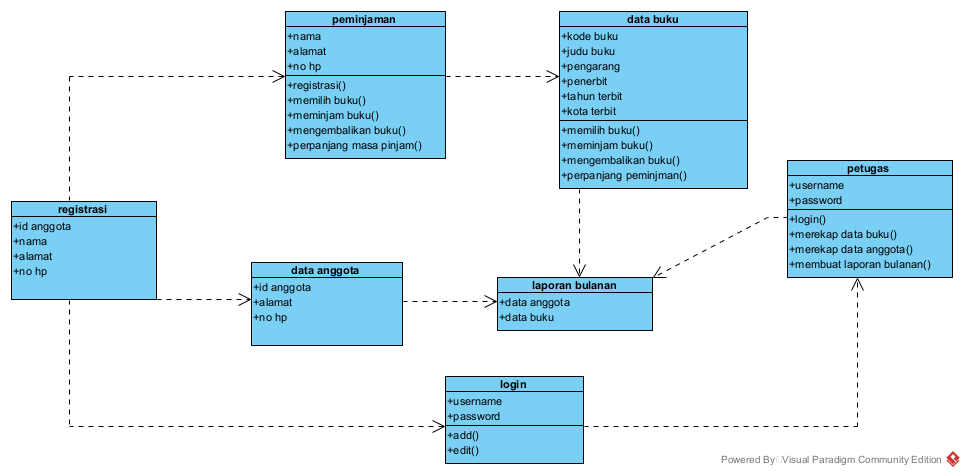 peminjaman
+nama
+alamat
+no hp
+registrasi()
+memilih buku()
+meminjam buku()
+mengembalikan buku()
+perpanjang masa pinjam()
data buku
+kode buku
+judu buku
+pengarang
+penerbit
+tahun terbit
+kota terbit
+memilih buku()
+meminjam buku()
+mengembalikan buku()
+perpanjang peminjman()
petugas
+username
+password
+login()
+merekap data buku()
+merekap data anggota()
+membuat laporan bulanan()
registrasi
+id anggota
+nama
+alamat
+no hp
data anggota
+id anggota
+alamat
+no hp
laporan bulanan
+data anggota
+data buku
login
+username
+password
+add()
+edit()
Powered By Visual Paradigm Community Edition